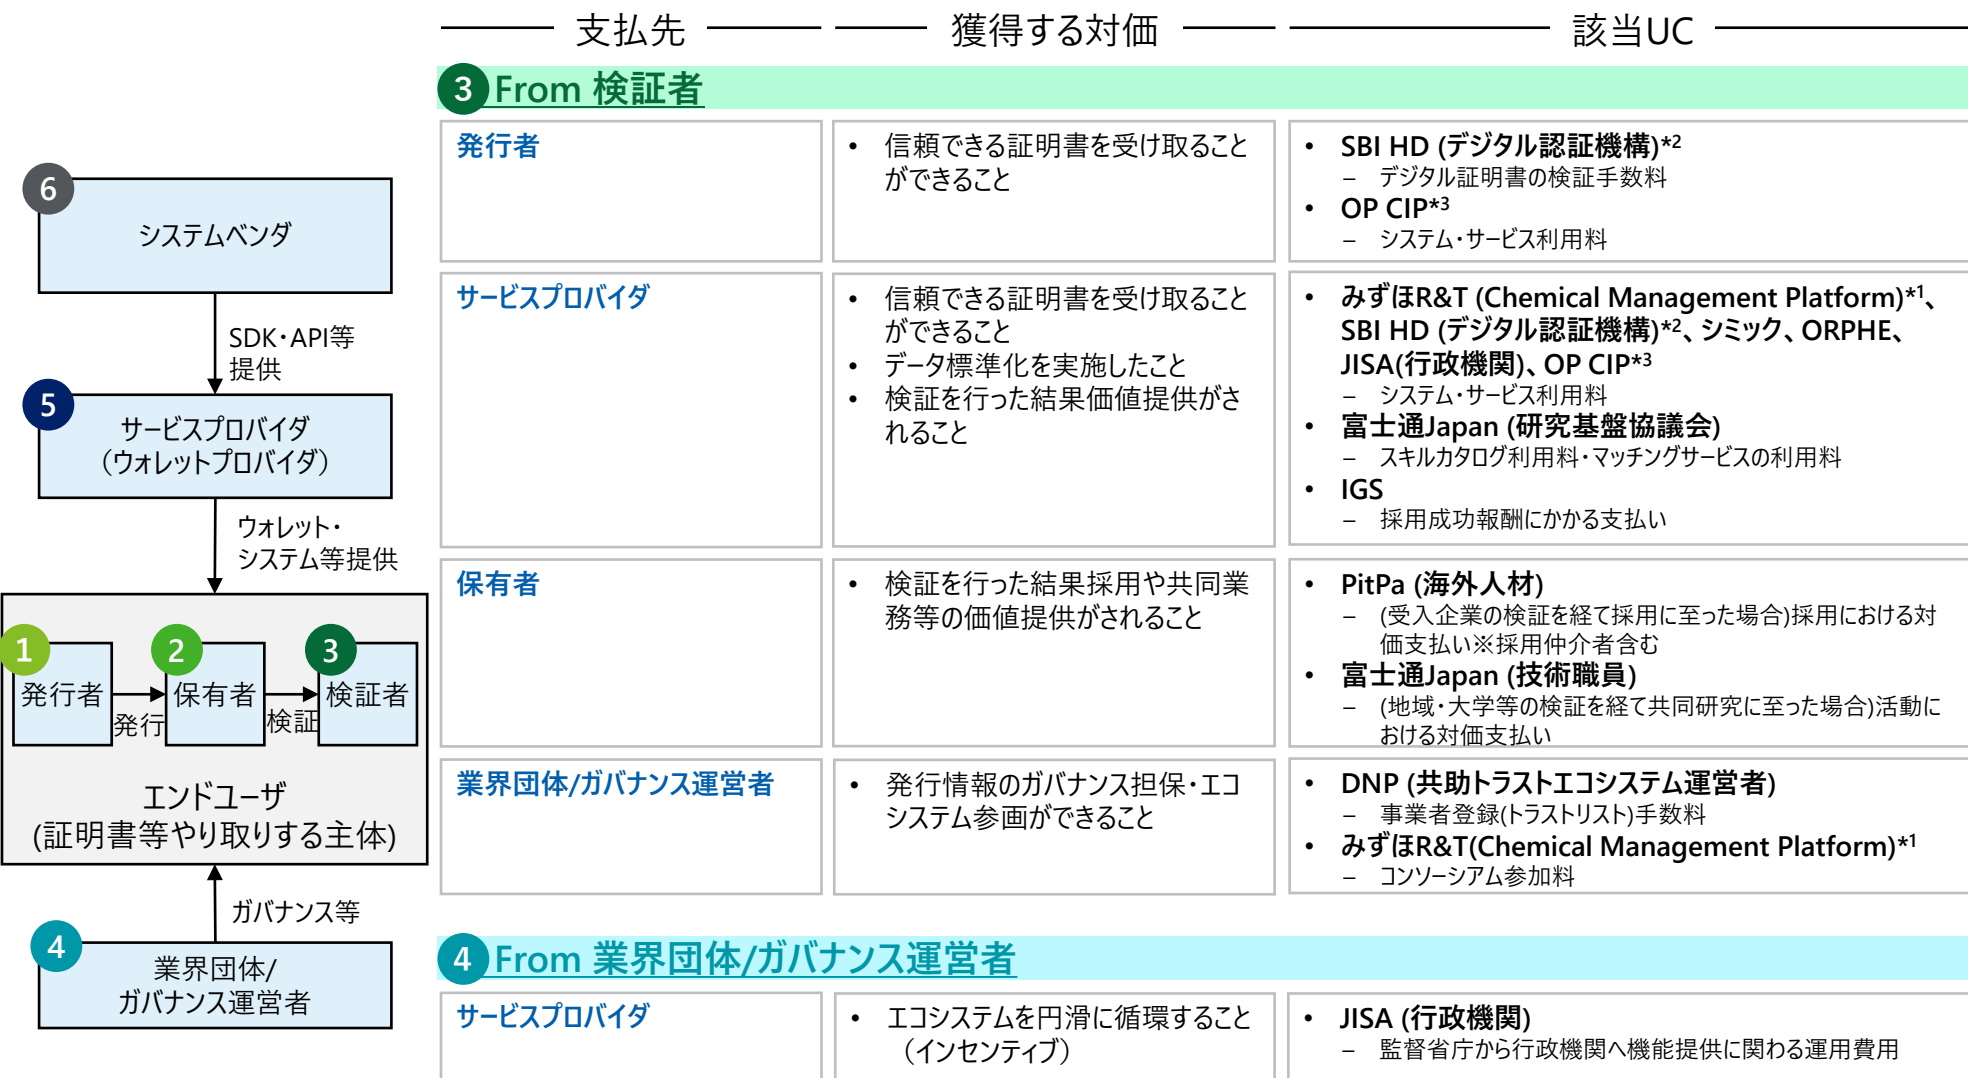 支払先
獲得する対価
該当UC
3 From 検証者
発行者
• 信頼できる証明書を受け取ること
ができること
• SBI HD (デジタル認証機構)*2
– デジタル証明書の検証手数料
• OP CIP*3
– システム・サービス利用料
サービスプロバイダ
• 信頼できる証明書を受け取ること
ができること
• データ標準化を実施したこと
• 検証を行った結果価値提供がさ
れること
• みずほR&T (Chemical Management Platform)*1、
SBI HD (デジタル認証機構)*2、シミック、ORPHE、
JISA(行政機関)、OP CIP*3
– システム・サービス利用料
• 富士通Japan (研究基盤協議会)
– スキルカタログ利用料・マッチングサービスの利用料
• IGS
– 採用成功報酬にかかる支払い
保有者
• 検証を行った結果採用や共同業
務等の価値提供がされること
• PitPa (海外人材)
– (受入企業の検証を経て採用に至った場合)採用における対
価支払い※採用仲介者含む
• 富士通Japan (技術職員)
– (地域・大学等の検証を経て共同研究に至った場合)活動に
おける対価支払い
業界団体/ガバナンス運営者
• 発行情報のガバナンス担保・エコ
システム参画ができること
• DNP (共助トラストエコシステム運営者)
– 事業者登録(トラストリスト)手数料
• みずほR&T(Chemical Management Platform)*1
– コンソーシアム参加料
4 From 業界団体/ガバナンス運営者
サービスプロバイダ
• エコシステムを円滑に循環すること
（インセンティブ）
• JISA (行政機関)
– 監督省庁から行政機関へ機能提供に関わる運用費用
6
システムベンダ
SDK・API等
提供
5
サービスプロバイダ
（ウォレットプロバイダ）
ウォレット・
システム等提供
1
発行者
発行
2
保有者
検証
3
検証者
エンドユーザ
(証明書等やり取りする主体)
ガバナンス等
4
業界団体/
ガバナンス運営者